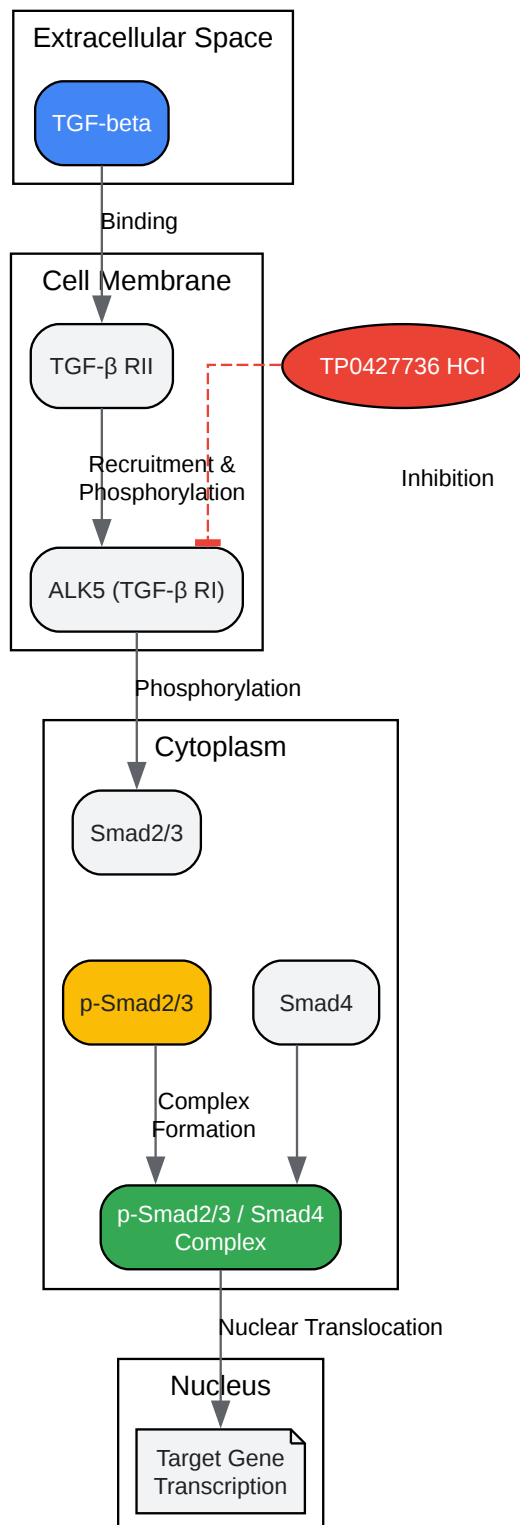 Extracellular Space
TGF-beta
Binding
Cell Membrane
TGF-β RII
TP0427736 HCl
Recruitment &
Phosphorylation
Inhibition
ALK5 (TGF-β RI)
Phosphorylation
Cytoplasm
Smad2/3
p-Smad2/3
Smad4
Complex
Formation
p-Smad2/3 / Smad4
Complex
Nuclear Translocation
Nucleus
Target Gene
Transcription